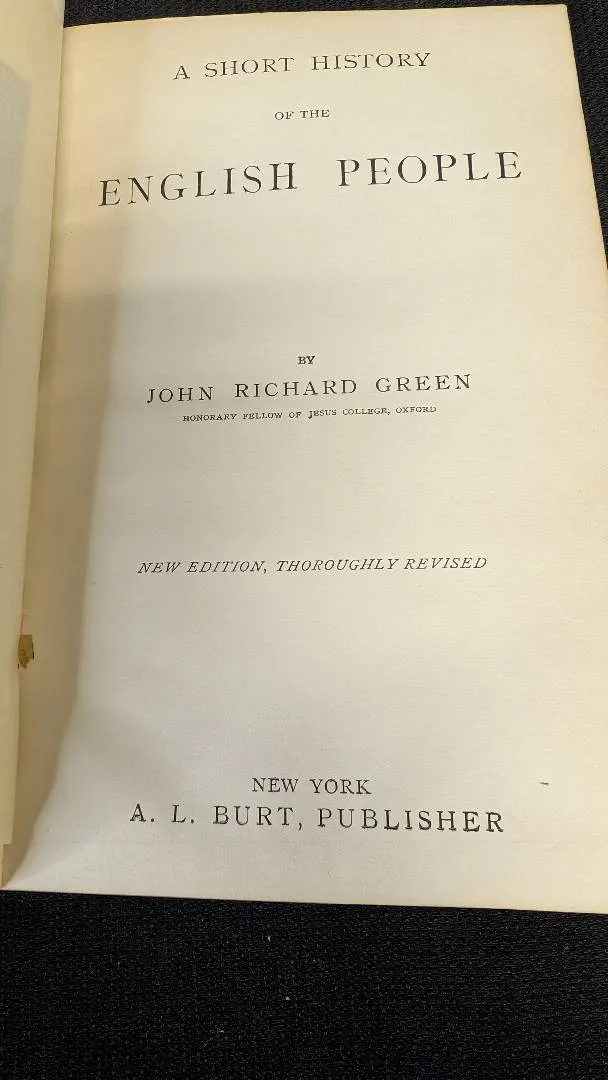 A SHORT HISTORY
OF THE
ENGLISH PEOPLE
BY
JOHN RICHARD GREEN
HONORARY FELLOW OF JESUS COLLEGE, OXFORD
NEW EDITION, THOROUGHLY REVISED
NEW YORK
A. L. BURT, PUBLISHER